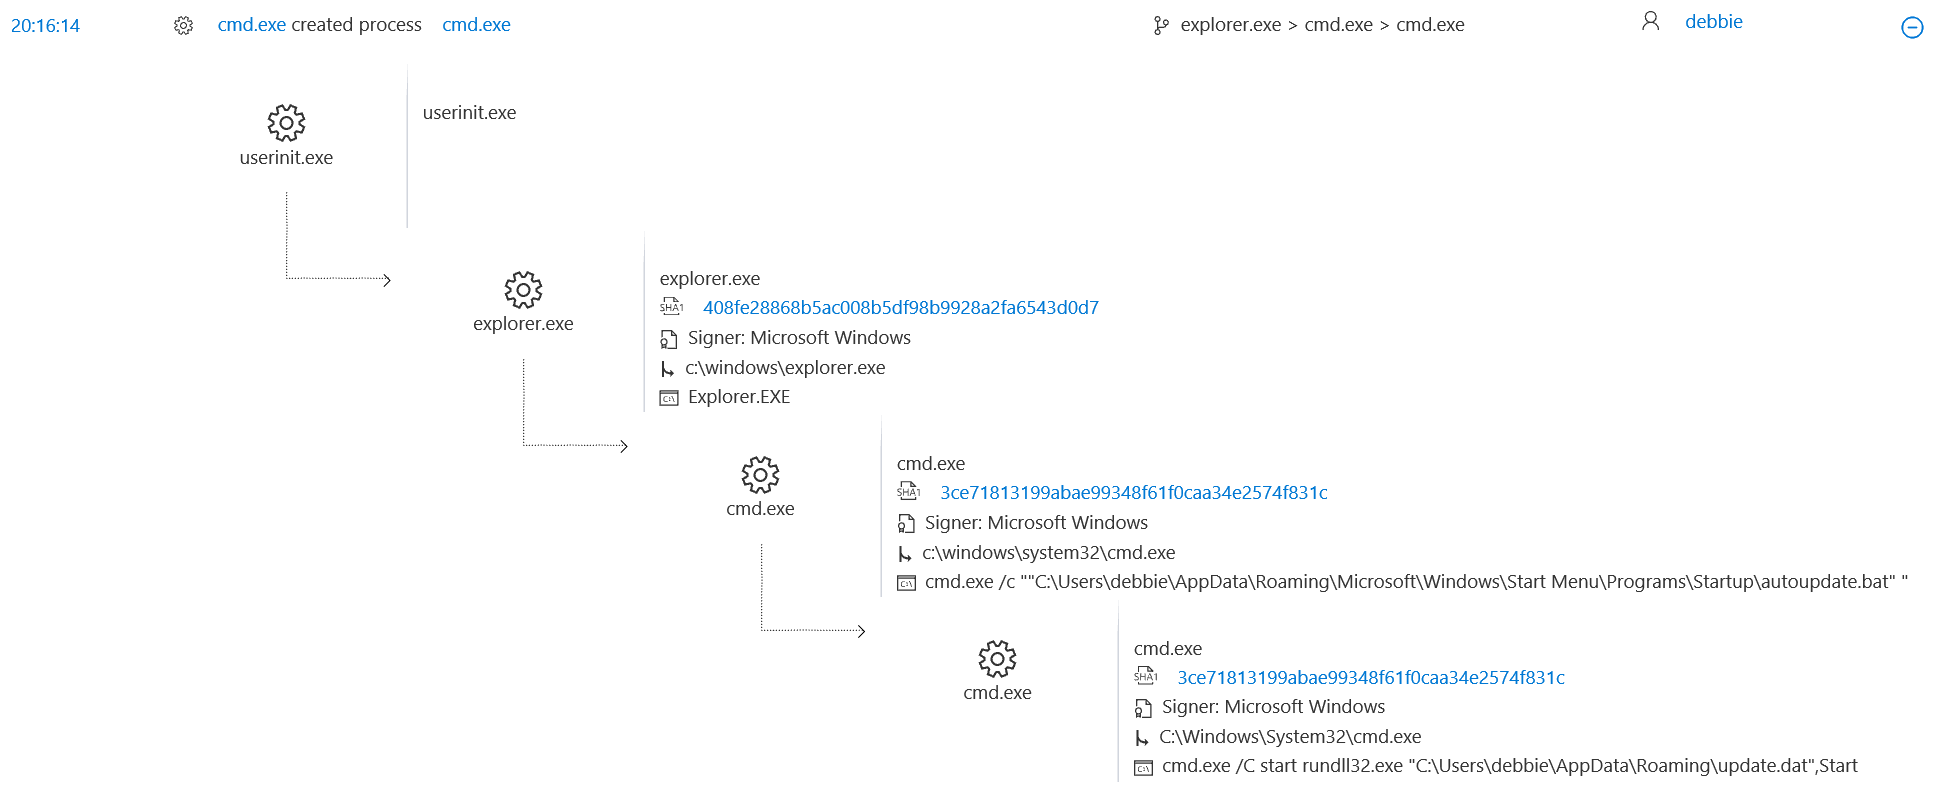 20:16:14 cmd.exe created process cmd.exe explorer.exe > cmd.exe > cmd.exe debbie
userinit.exe
userinit.exe
explorer.exe
SHA1 408fe28868b5ac008b5df98b9928a2fa6543d0d7
explorer.exe
Signer: Microsoft Windows
c:\windows\explorer.exe
C:\ Explorer.EXE
cmd.exe
SHA1 3ce71813199abae99348f61f0caa34e2574f831c
cmd.exe
Signer: Microsoft Windows
c:\windows\system32\cmd.exe
C:\ cmd.exe /c ""C:\Users\debbie\AppData\Roaming\Microsoft\Windows\Start Menu\Programs\Startup\autoupdate.bat" "
cmd.exe
SHA1 3ce71813199abae99348f61f0caa34e2574f831c
cmd.exe
Signer: Microsoft Windows
C:\Windows\System32\cmd.exe
C:\ cmd.exe /C start rundll32.exe "C:\Users\debbie\AppData\Roaming\update.dat",Start